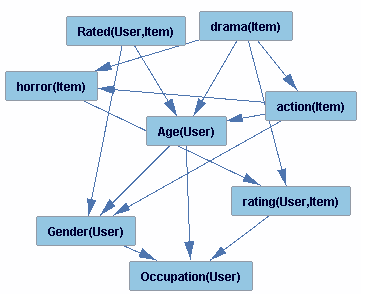 Rated(User,Item)
drama(Item)
horror(Item)
action(Item)
Age(User)
rating(User,Item)
Gender(User)
Occupation(User)